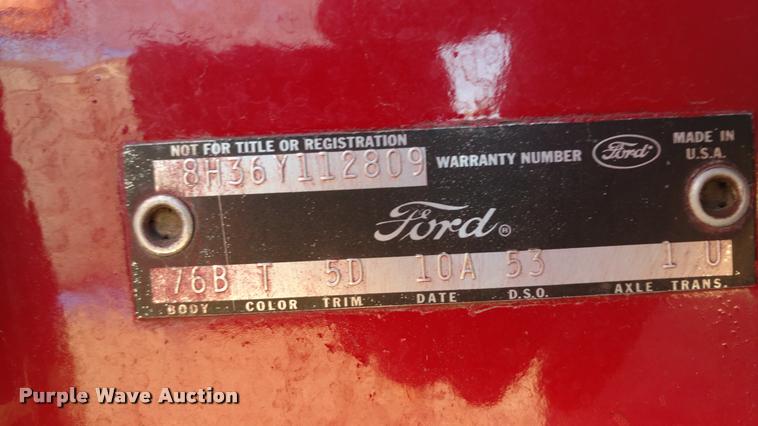 NOT FOR TITLE OR REGISTRATION
8H36Y112809
WARRANTY NUMBER
Ford
MADE IN
U.S.A.
Ford®
76B T 5D 10A 53 1 U
BODY COLOR TRIM DATE D.S.O. AXLE TRANS.
Purple Wave Auction